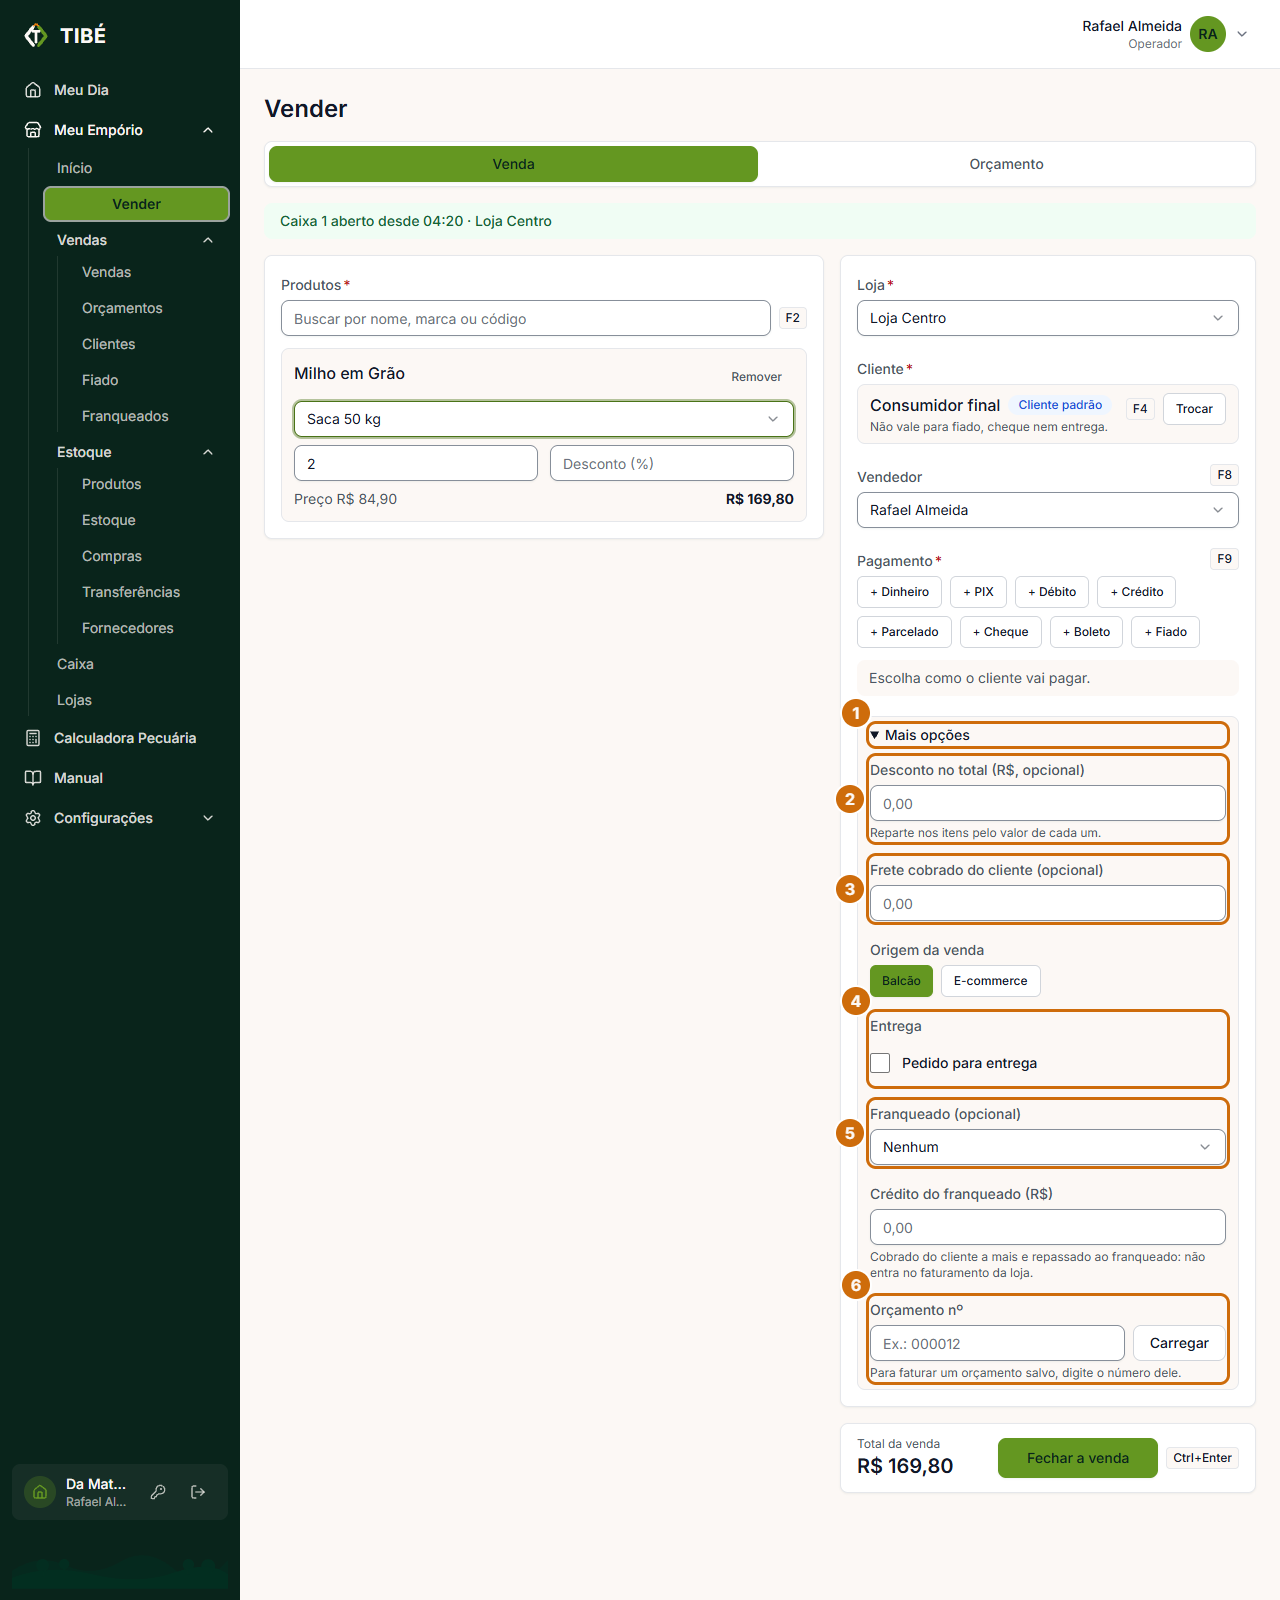 TIBÉ
Meu Dia
Meu Empório
Início
Vender
Vendas
Vendas
Orçamentos
Clientes
Fiado
Franqueados
Estoque
Produtos
Estoque
Compras
Transferências
Fornecedores
Caixa
Lojas
Calculadora Pecuária
Manual
Configurações
Da Mat...
Rafael Al...
Rafael Almeida
Operador
RA
Vender
Venda
Orçamento
Caixa 1 aberto desde 04:20 · Loja Centro
Produtos *
Buscar por nome, marca ou código
F2
Milho em Grão
Remover
Saca 50 kg
2
Desconto (%)
Preço R$ 84,90
R$ 169,80
Loja *
Loja Centro
Cliente *
Consumidor final
Cliente padrão
F4
Trocar
Não vale para fiado, cheque nem entrega.
Vendedor
F8
Rafael Almeida
Pagamento *
F9
+ Dinheiro
+ PIX
+ Débito
+ Crédito
+ Parcelado
+ Cheque
+ Boleto
+ Fiado
Escolha como o cliente vai pagar.
1
▼ Mais opções
2
Desconto no total (R$, opcional)
0,00
Reparte nos itens pelo valor de cada um.
3
Frete cobrado do cliente (opcional)
0,00
Origem da venda
Balcão
E-commerce
4
Entrega
Pedido para entrega
5
Franqueado (opcional)
Nenhum
Crédito do franqueado (R$)
0,00
Cobrado do cliente a mais e repassado ao franqueado: não
entra no faturamento da loja.
6
Orçamento nº
Ex.: 000012
Carregar
Para faturar um orçamento salvo, digite o número dele.
Total da venda
R$ 169,80
Fechar a venda
Ctrl+Enter